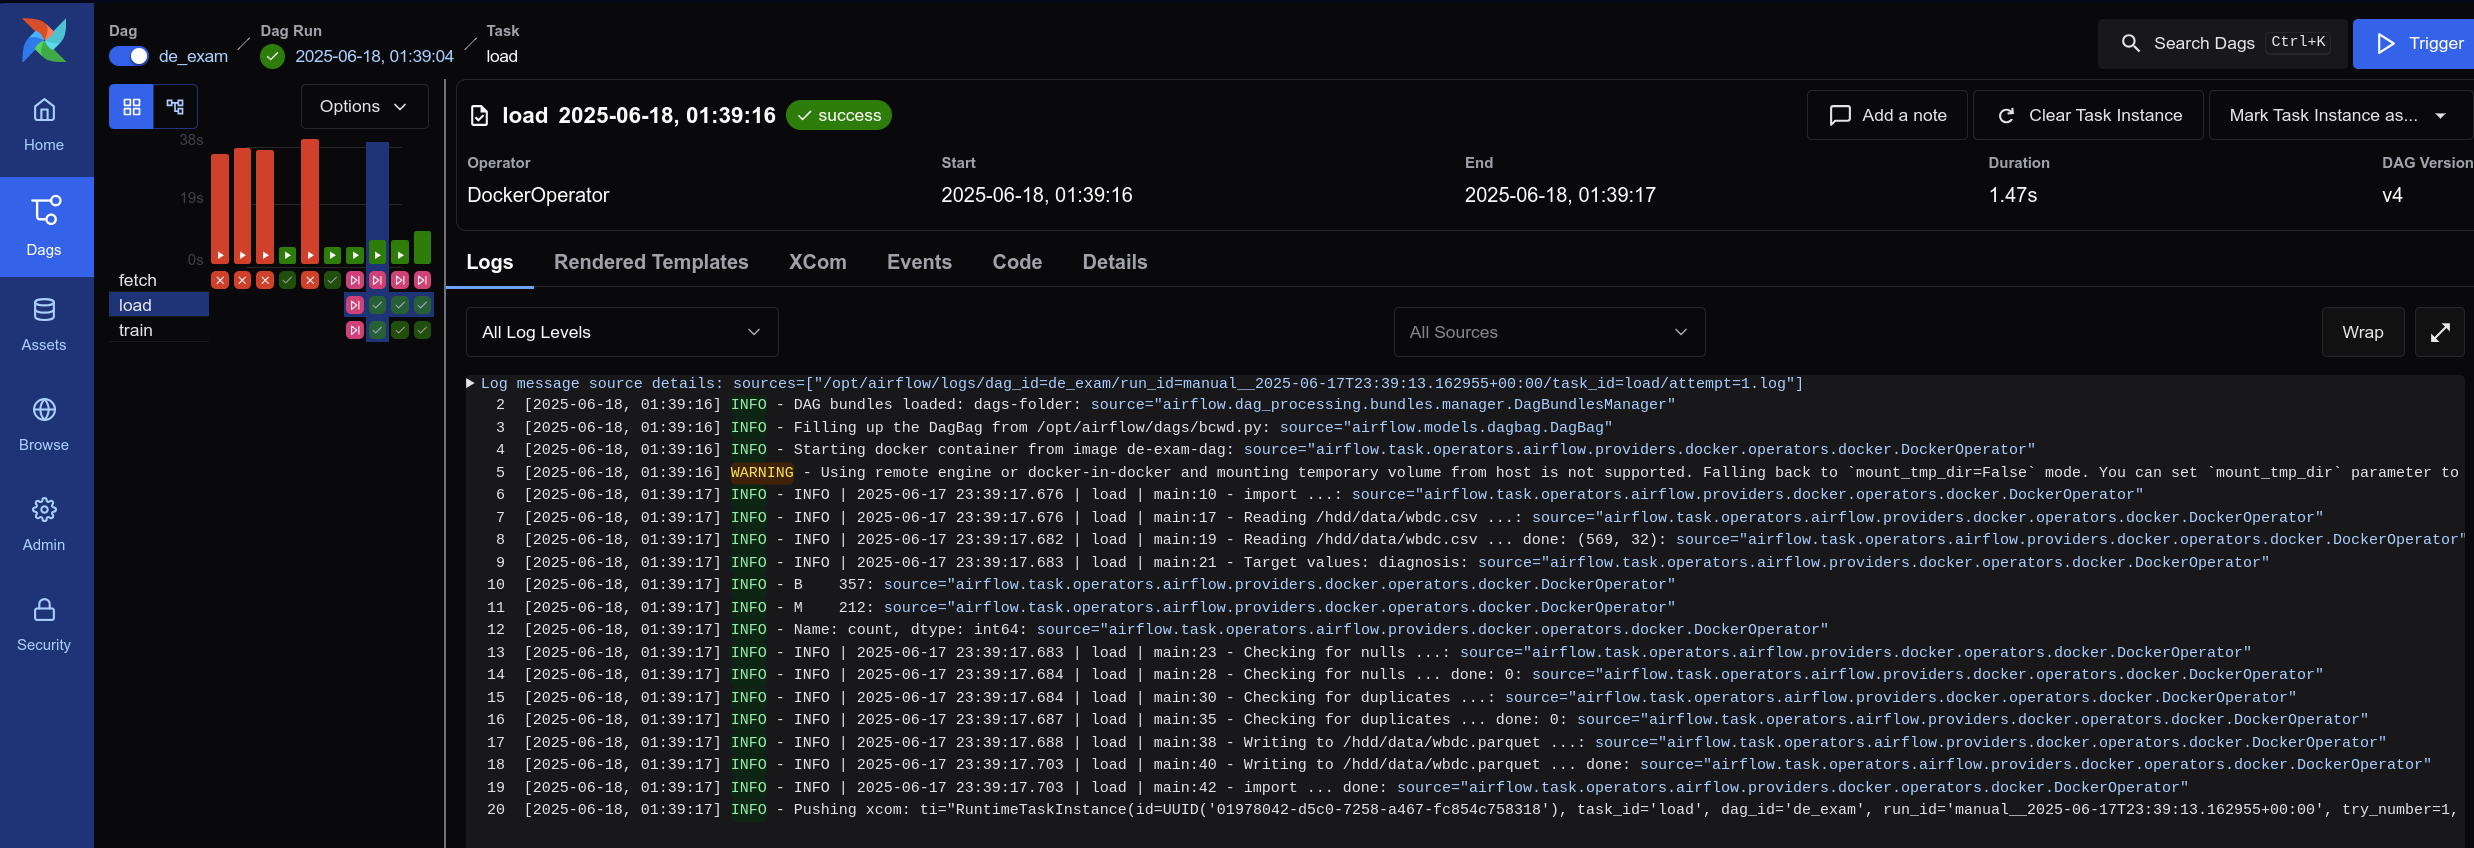 Dag
de_exam
Dag Run
2025-06-18, 01:39:04
Task
load
Search Dags Ctrl+K
Trigger
Home
Dags
Assets
Browse
Admin
Security
Options
38s
19s
0s
fetch
load
train
load 2025-06-18, 01:39:16 success
Add a note
Clear Task Instance
Mark Task Instance as...
Operator Start End Duration DAG Version
DockerOperator 2025-06-18, 01:39:16 2025-06-18, 01:39:17 1.47s v4
Logs Rendered Templates XCom Events Code Details
All Log Levels All Sources Wrap
Log message source details: sources=["/opt/airflow/logs/dag_id=de_exam/run_id=manual__2025-06-17T23:39:13.162955+00:00/task_id=load/attempt=1.log"]
2 [2025-06-18, 01:39:16] INFO - DAG bundles loaded: dags-folder: source="airflow.dag_processing.bundles.manager.DagBundlesManager"
3 [2025-06-18, 01:39:16] INFO - Filling up the DagBag from /opt/airflow/dags/bcwd.py: source="airflow.models.dagbag.DagBag"
4 [2025-06-18, 01:39:16] INFO - Starting docker container from image de-exam-dag: source="airflow.task.operators.airflow.providers.docker.operators.docker.DockerOperator"
5 [2025-06-18, 01:39:16] WARNING - Using remote engine or docker-in-docker and mounting temporary volume from host is not supported. Falling back to `mount_tmp_dir=False` mode. You can set `mount_tmp_dir` parameter to
6 [2025-06-18, 01:39:17] INFO - INFO | 2025-06-17 23:39:17.676 | load | main:10 - import ...: source="airflow.task.operators.airflow.providers.docker.operators.docker.DockerOperator"
7 [2025-06-18, 01:39:17] INFO - INFO | 2025-06-17 23:39:17.676 | load | main:17 - Reading /hdd/data/wbdc.csv ...: source="airflow.task.operators.airflow.providers.docker.operators.docker.DockerOperator"
8 [2025-06-18, 01:39:17] INFO - INFO | 2025-06-17 23:39:17.682 | load | main:19 - Reading /hdd/data/wbdc.csv ... done: (569, 32): source="airflow.task.operators.airflow.providers.docker.operators.docker.DockerOperator"
9 [2025-06-18, 01:39:17] INFO - INFO | 2025-06-17 23:39:17.683 | load | main:21 - Target values: diagnosis: source="airflow.task.operators.airflow.providers.docker.operators.docker.DockerOperator"
10 [2025-06-18, 01:39:17] INFO - B    357: source="airflow.task.operators.airflow.providers.docker.operators.docker.DockerOperator"
11 [2025-06-18, 01:39:17] INFO - M    212: source="airflow.task.operators.airflow.providers.docker.operators.docker.DockerOperator"
12 [2025-06-18, 01:39:17] INFO - Name: count, dtype: int64: source="airflow.task.operators.airflow.providers.docker.operators.docker.DockerOperator"
13 [2025-06-18, 01:39:17] INFO - INFO | 2025-06-17 23:39:17.683 | load | main:23 - Checking for nulls ...: source="airflow.task.operators.airflow.providers.docker.operators.docker.DockerOperator"
14 [2025-06-18, 01:39:17] INFO - INFO | 2025-06-17 23:39:17.684 | load | main:28 - Checking for nulls ... done: 0: source="airflow.task.operators.airflow.providers.docker.operators.docker.DockerOperator"
15 [2025-06-18, 01:39:17] INFO - INFO | 2025-06-17 23:39:17.684 | load | main:30 - Checking for duplicates ...: source="airflow.task.operators.airflow.providers.docker.operators.docker.DockerOperator"
16 [2025-06-18, 01:39:17] INFO - INFO | 2025-06-17 23:39:17.687 | load | main:35 - Checking for duplicates ... done: 0: source="airflow.task.operators.airflow.providers.docker.operators.docker.DockerOperator"
17 [2025-06-18, 01:39:17] INFO - INFO | 2025-06-17 23:39:17.688 | load | main:38 - Writing to /hdd/data/wbdc.parquet ...: source="airflow.task.operators.airflow.providers.docker.operators.docker.DockerOperator"
18 [2025-06-18, 01:39:17] INFO - INFO | 2025-06-17 23:39:17.703 | load | main:40 - Writing to /hdd/data/wbdc.parquet ... done: source="airflow.task.operators.airflow.providers.docker.operators.docker.DockerOperator"
19 [2025-06-18, 01:39:17] INFO - INFO | 2025-06-17 23:39:17.703 | load | main:42 - import ... done: source="airflow.task.operators.airflow.providers.docker.operators.docker.DockerOperator"
20 [2025-06-18, 01:39:17] INFO - Pushing xcom: ti="RuntimeTaskInstance(id=UUID('01978042-d5c0-7258-a467-fc854c758318'), task_id='load', dag_id='de_exam', run_id='manual__2025-06-17T23:39:13.162955+00:00', try_number=1,